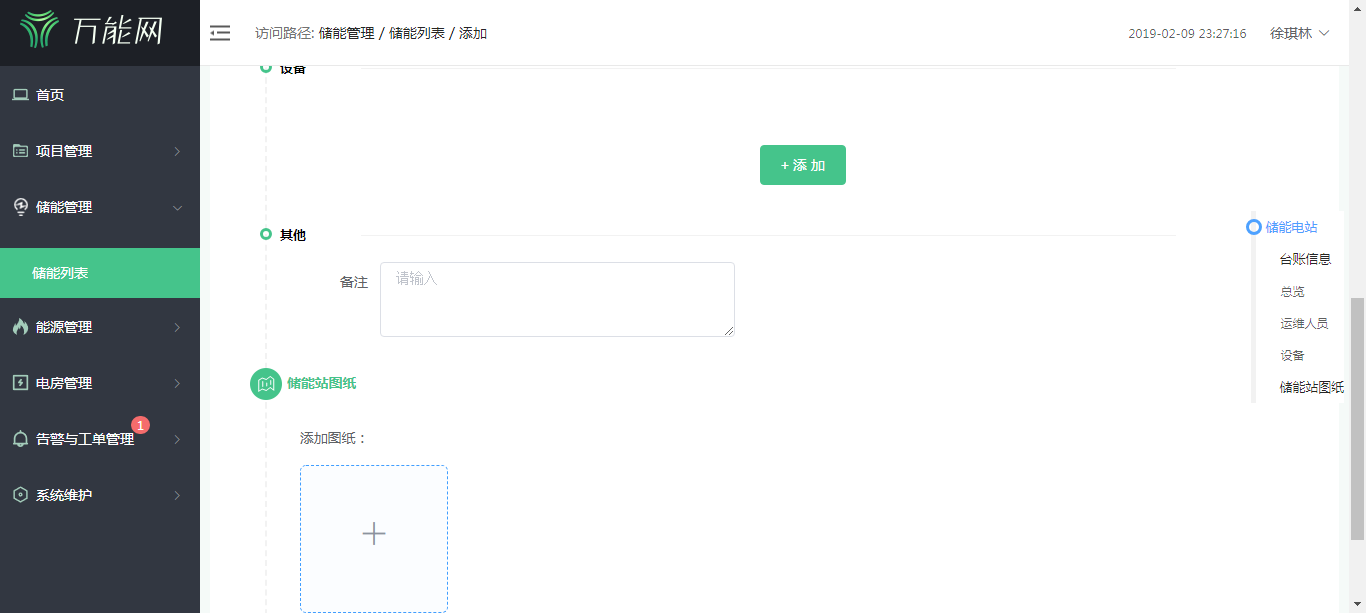 万能网
访问路径: 储能管理 / 储能列表 / 添加
2019-02-09 23:27:16
徐琪林
首页
项目管理
储能管理
储能列表
能源管理
电房管理
告警与工单管理
1
系统维护
设备
+ 添 加
其他
备注
请输入
储能站图纸
添加图纸：
储能电站
台账信息
总览
运维人员
设备
储能站图纸